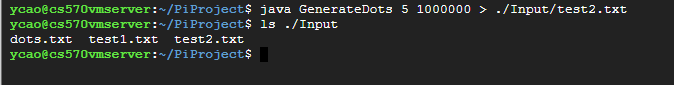 ycao@cs570vmserver:~/PiProject$ java GenerateDots 5 1000000 > ./Input/test2.txt
ycao@cs570vmserver:~/PiProject$ ls ./Input
dots.txt  test1.txt  test2.txt
ycao@cs570vmserver:~/PiProject$